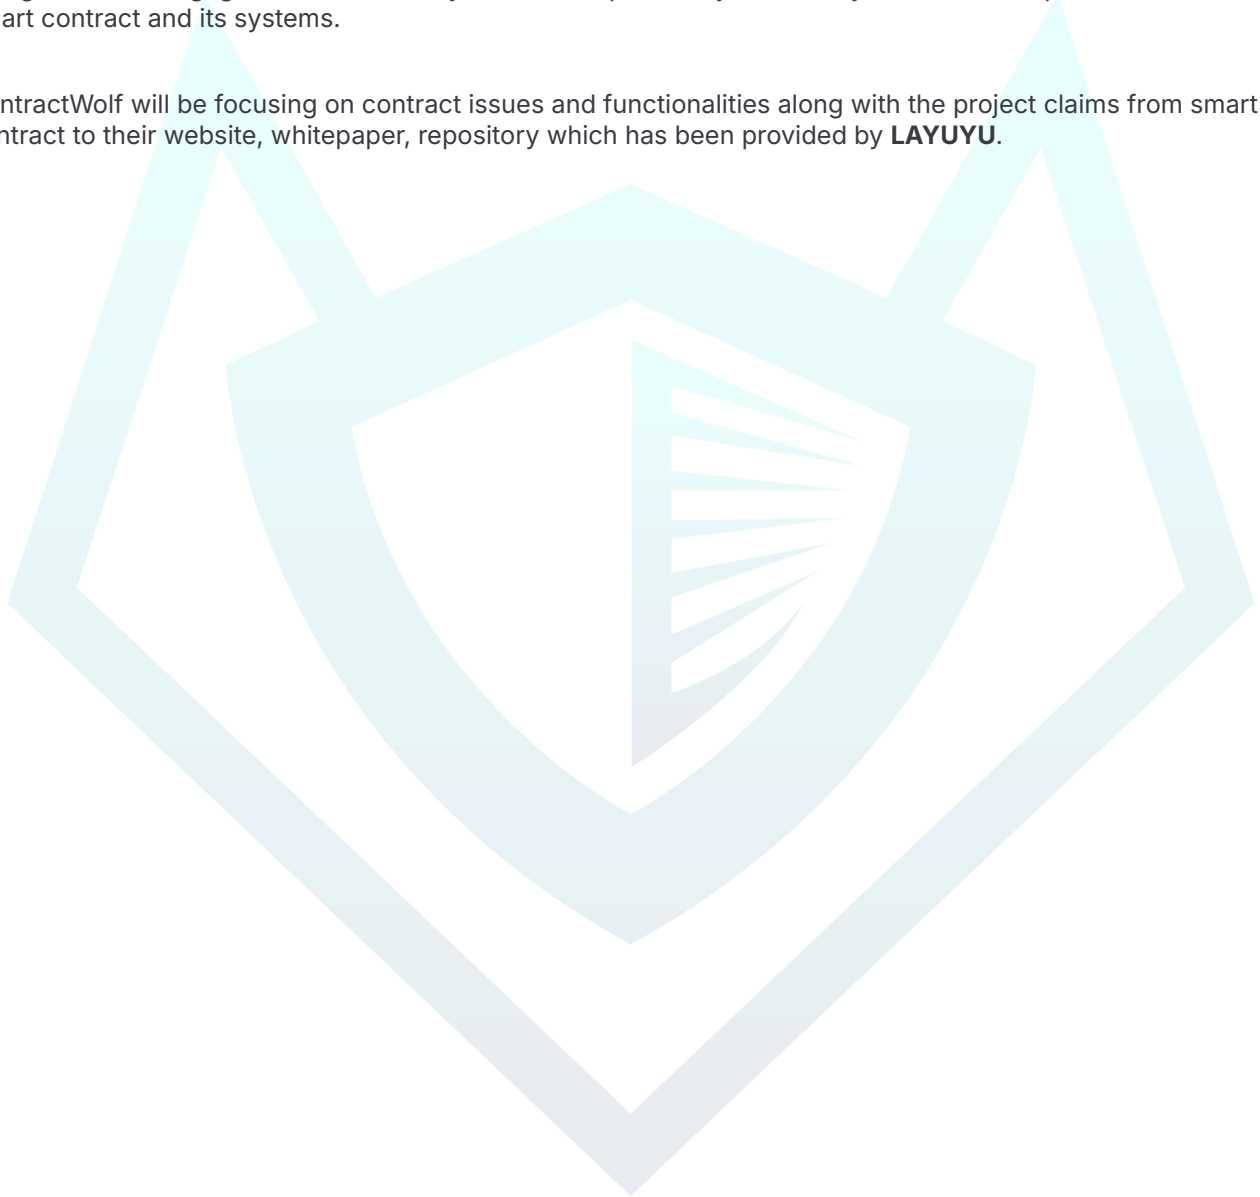 art contract and its systems.
ntractWolf will be focusing on contract issues and functionalities along with the project claims from smart
ntract to their website, whitepaper, repository which has been provided by LAYUYU.